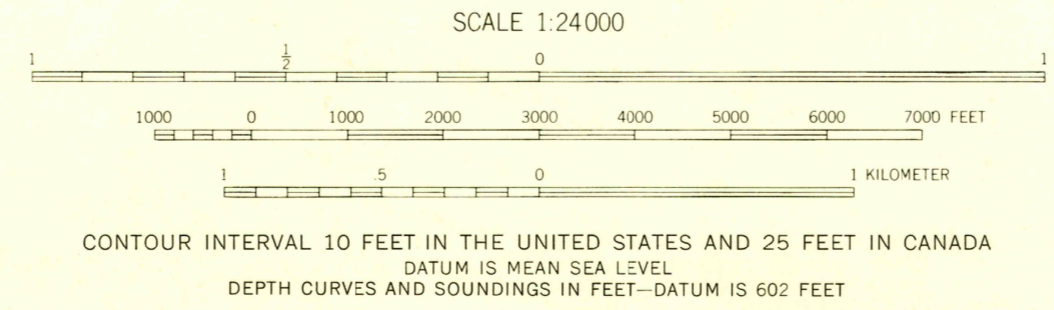 SCALE 1:24000
1 ½ 0 1
1000 0 1000 2000 3000 4000 5000 6000 7000 FEET
1 .5 0 1 KILOMETER
CONTOUR INTERVAL 10 FEET IN THE UNITED STATES AND 25 FEET IN CANADA
DATUM IS MEAN SEA LEVEL
DEPTH CURVES AND SOUNDINGS IN FEET—DATUM IS 602 FEET